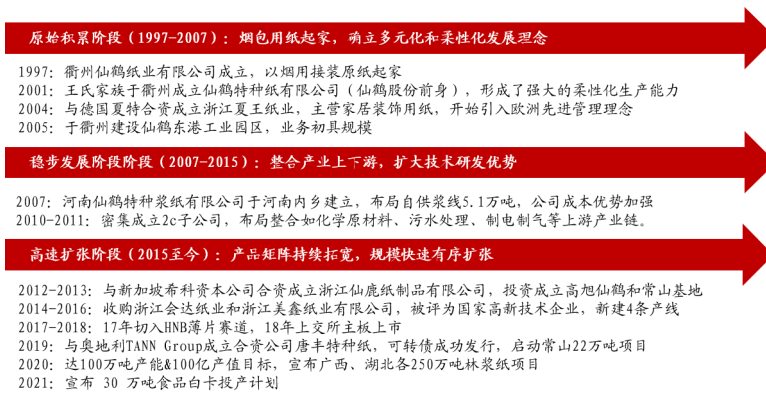 原始积累阶段（1997-2007）：烟包用纸起家，确立多元化和柔性化发展理念
1997：衢州仙鹤纸业有限公司成立，以烟用接装原纸起家
2001：王氏家族于衢州成立仙鹤特种纸有限公司（仙鹤股份前身），形成了强大的柔性化生产能力
2004：与德国夏特合资成立浙江夏王纸业，主营家居装饰用纸，开始引入欧洲先进管理理念
2005：于衢州建设仙鹤东港工业园区，业务初具规模
稳步发展阶段阶段（2007-2015）：整合产业上下游，扩大技术研发优势
2007：河南仙鹤特种浆纸有限公司于河南内乡建立，布局自供浆线5.1万吨，公司成本优势加强
2010-2011：密集成立2c子公司，布局整合如化学原材料、污水处理、制电制气等上游产业链。
高速扩张阶段（2015至今）：产品矩阵持续拓宽，规模快速有序扩张
2012-2013：与新加坡希科资本公司合资成立浙江仙鹿纸制品有限公司，投资成立高旭仙鹤和常山基地
2014-2016：收购浙江会达纸业和浙江美鑫纸业有限公司，被评为国家高新技术企业，新建4条产线
2017-2018：17年切入HNB薄片赛道，18年上交所主板上市
2019：与奥地利TANN Group成立合资公司唐丰特种纸，可转债成功发行，启动常山22万吨项目
2020：达100万吨产能&100亿产值目标，宣布广西、湖北各250万吨林浆纸项目
2021：宣布 30 万吨食品白卡投产计划